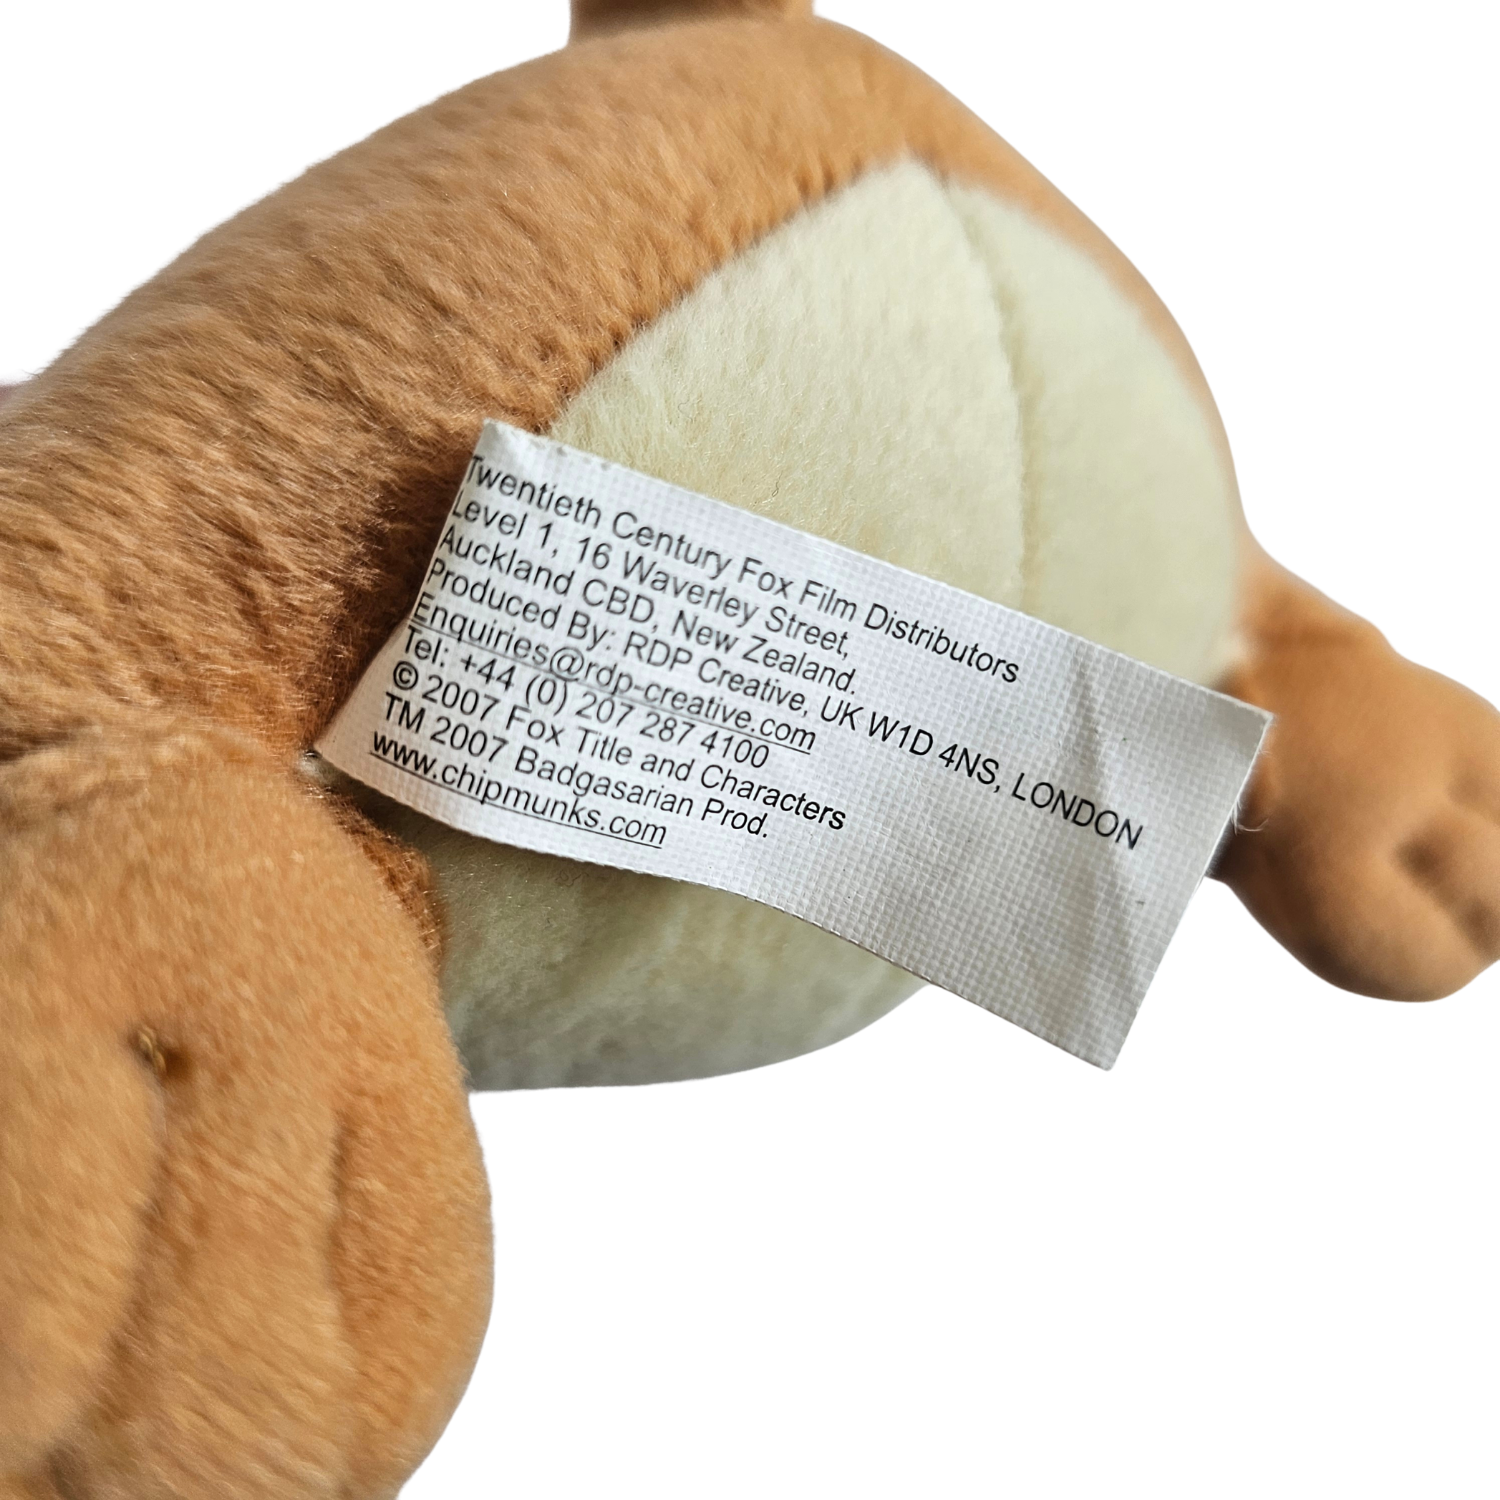 Twentieth Century Fox Film Distributors
Level 1, 16 Waverley Street,
Auckland CBD, New Zealand.
Produced By: RDP Creative, UK W1D 4NS, LONDON
Enquiries@rdp-creative.com
Tel: +44 (0) 207 287 4100
© 2007 Fox Title and Characters
TM 2007 Badgasarian Prod.
www.chipmunks.com